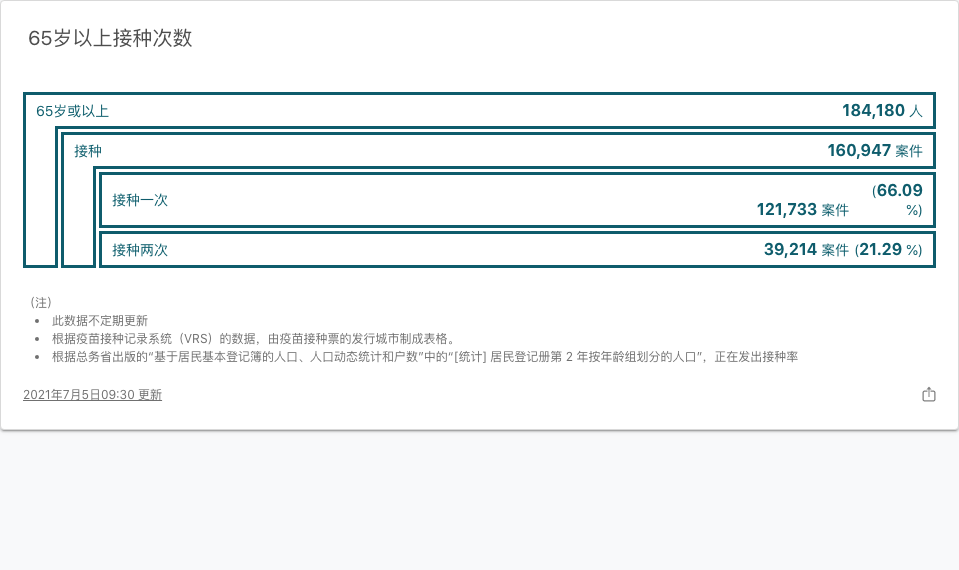 65岁以上接种次数
65岁或以上 184,180 人
接种 160,947 案件
接种一次 121,733 案件 (66.09 %)
接种两次 39,214 案件 (21.29 %)
（注）
• 此数据不定期更新
• 根据疫苗接种记录系统（VRS）的数据，由疫苗接种票的发行城市制成表格。
• 根据总务省出版的“基于居民基本登记簿的人口、人口动态统计和户数”中的“[统计] 居民登记册第 2 年按年龄组划分的人口”，正在发出接种率
2021年7月5日09:30 更新